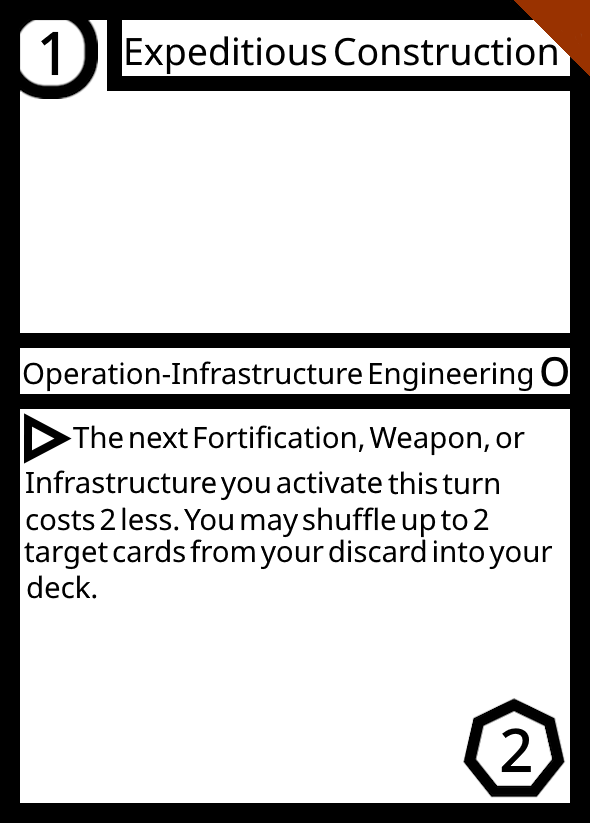 1
Expeditious Construction
Operation-Infrastructure Engineering O
The next Fortification, Weapon, or
Infrastructure you activate this turn
costs 2 less. You may shuffle up to 2
target cards from your discard into your
deck.
2